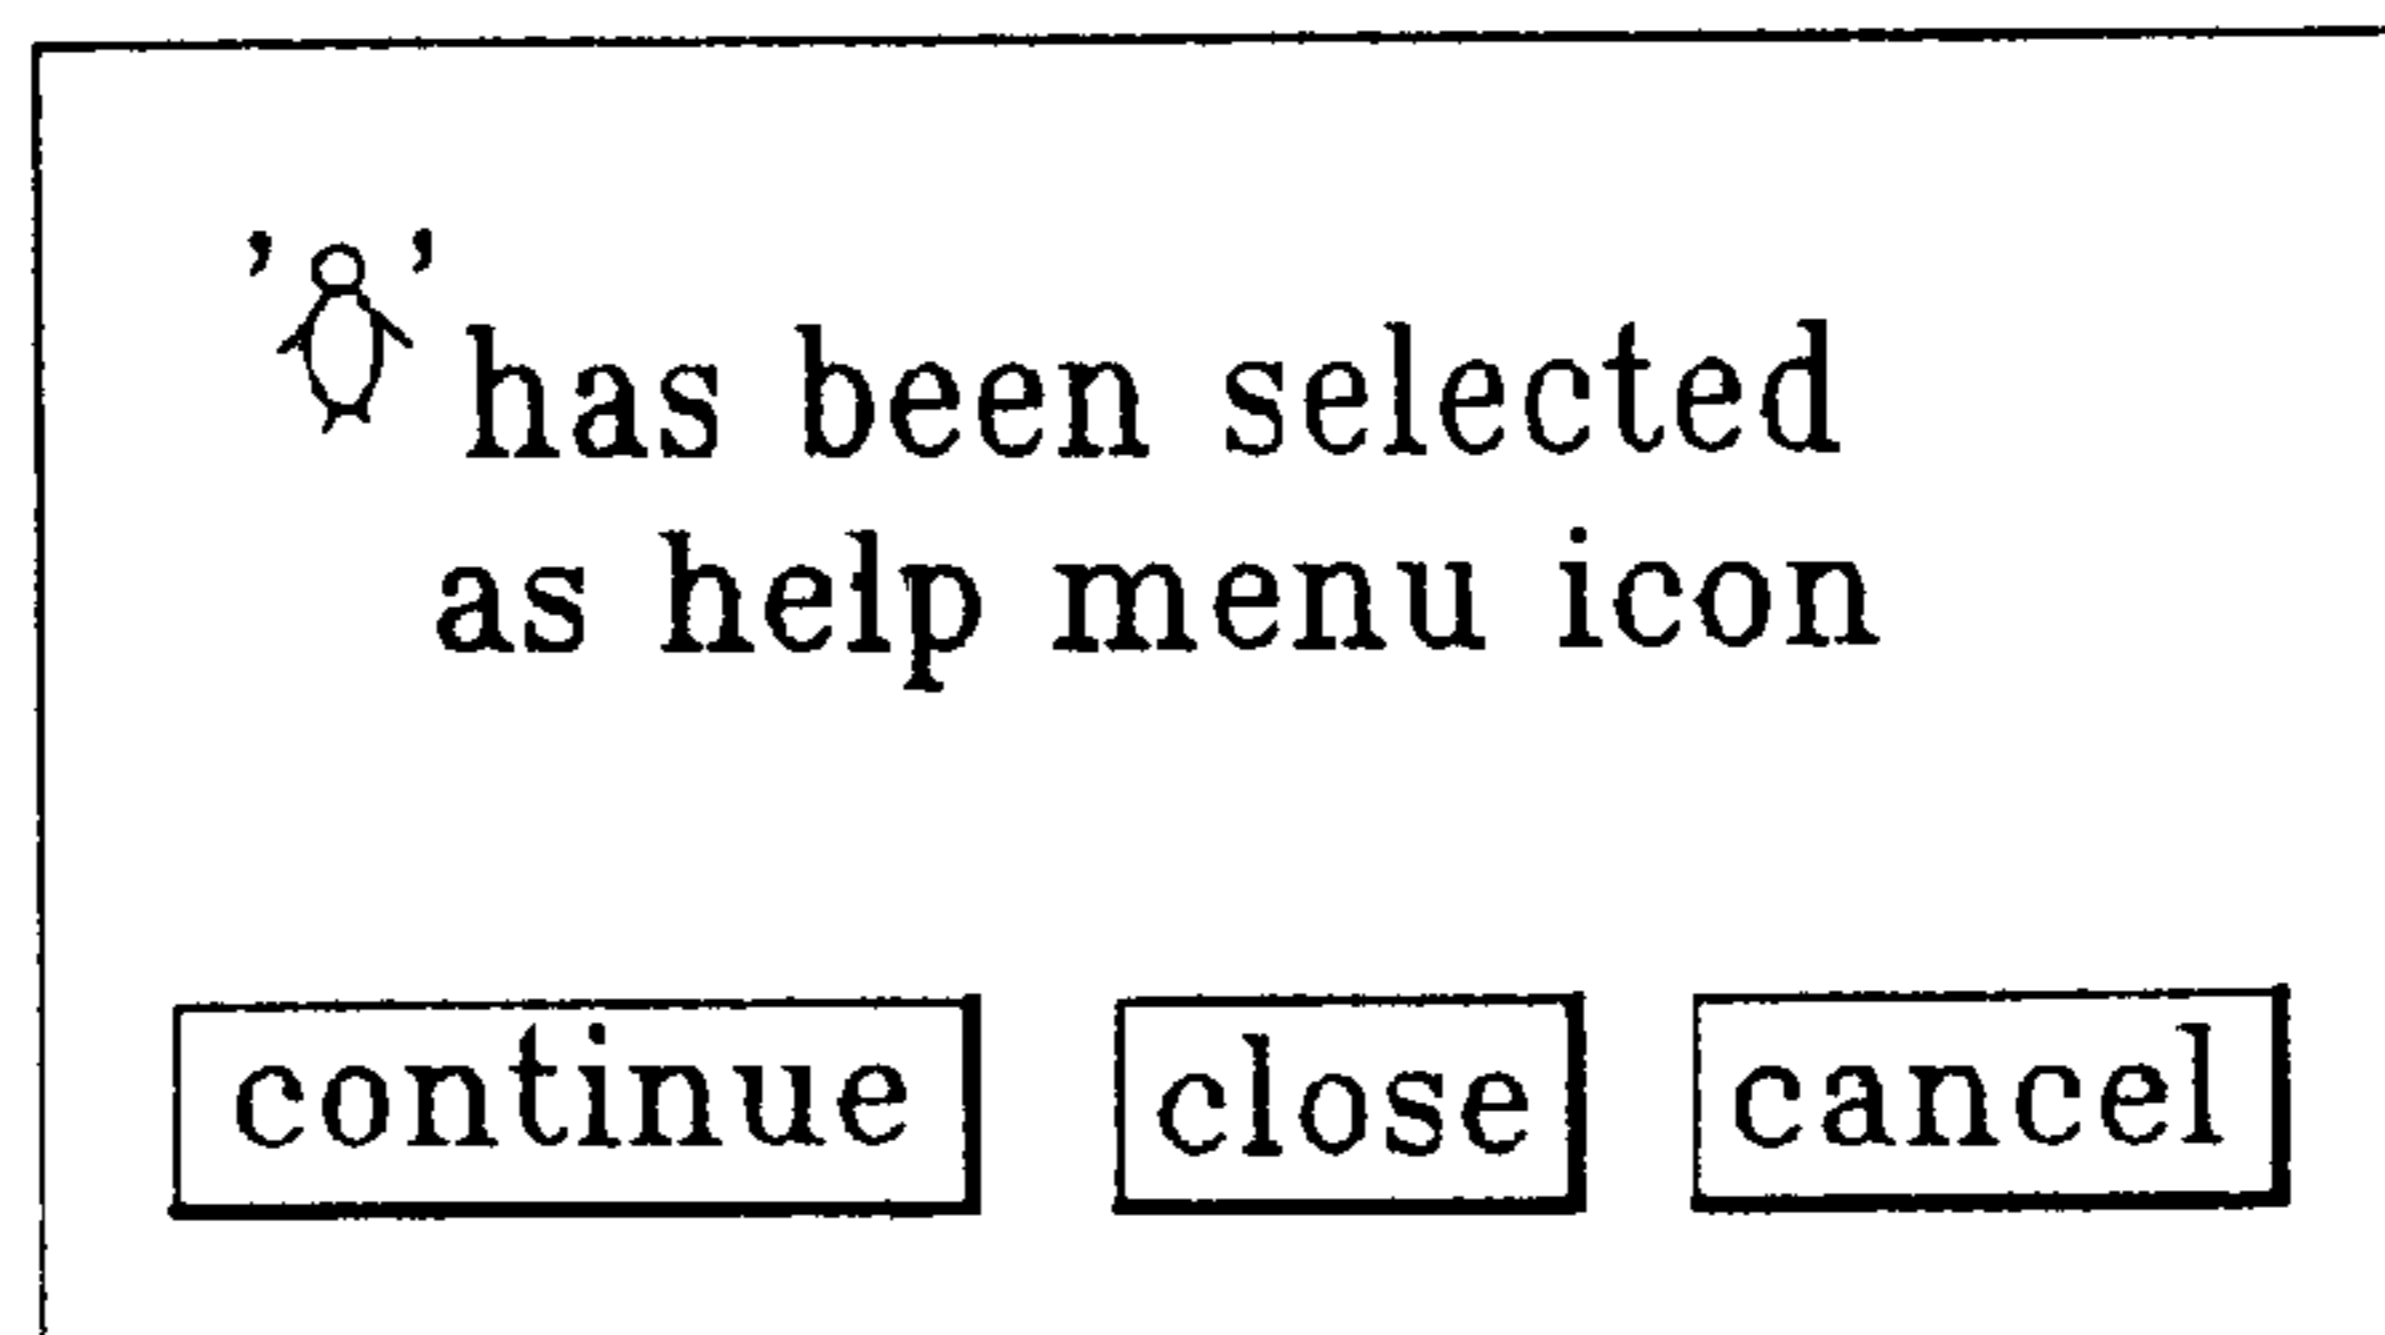 ’ ’ has been selected
as help menu icon
continue close cancel